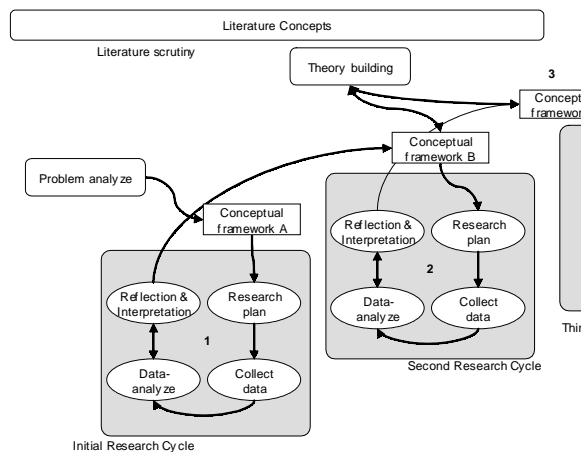 Literature Concepts
Literature scrutiny
Theory building
3
Concept
framework
Conceptual
framework B
Problem analyze
Conceptual
framework A
Reflection &
Interpretation
Research
plan
2
Data-
analyze
Collect
data
Second Research Cycle
Thir
Reflection &
Interpretation
Research
plan
1
Data-
analyze
Collect
data
Initial Research Cycle